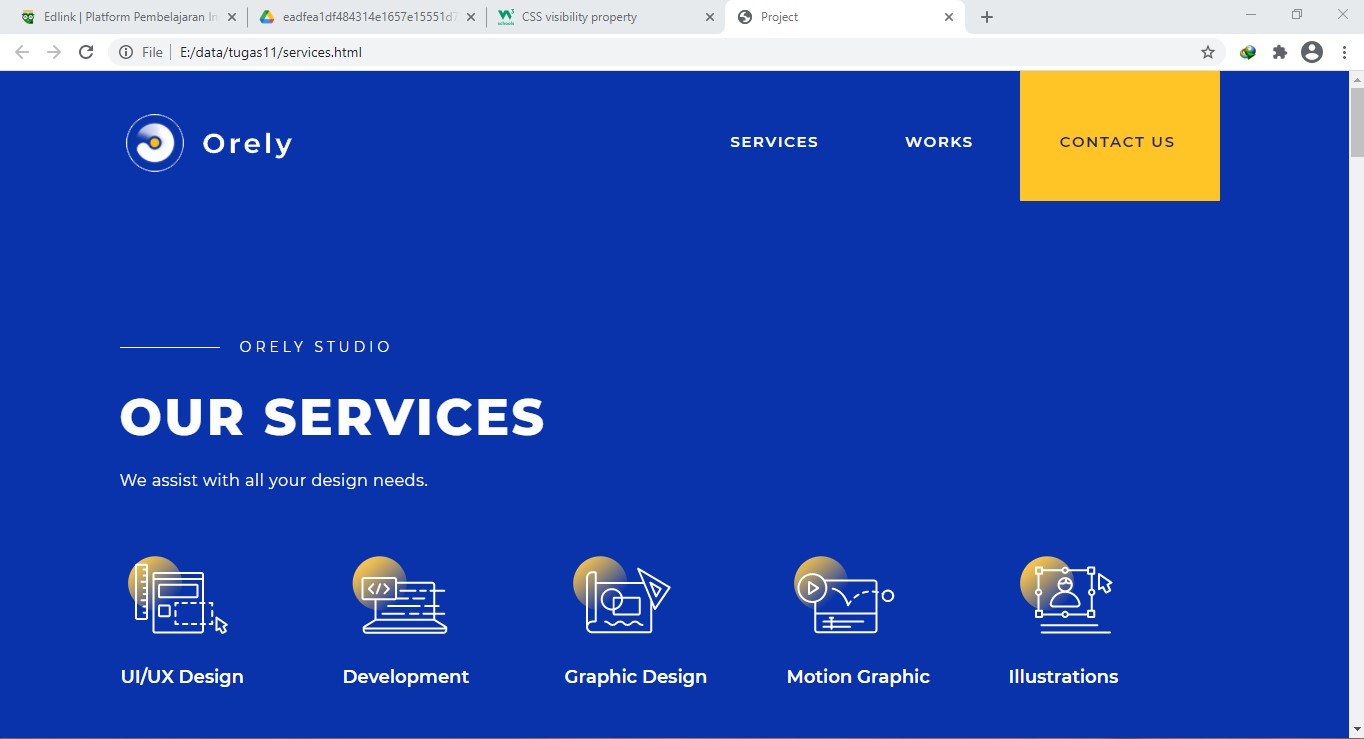 Edlink | Platform Pembelajaran In
eadfea1df484314e1657e15551d7
CSS visibility property
Project
File
E:/data/tugas11/services.html
Orely
SERVICES
WORKS
CONTACT US
ORELY STUDIO
OUR SERVICES
We assist with all your design needs.
UI/UX Design
Development
Graphic Design
Motion Graphic
Illustrations